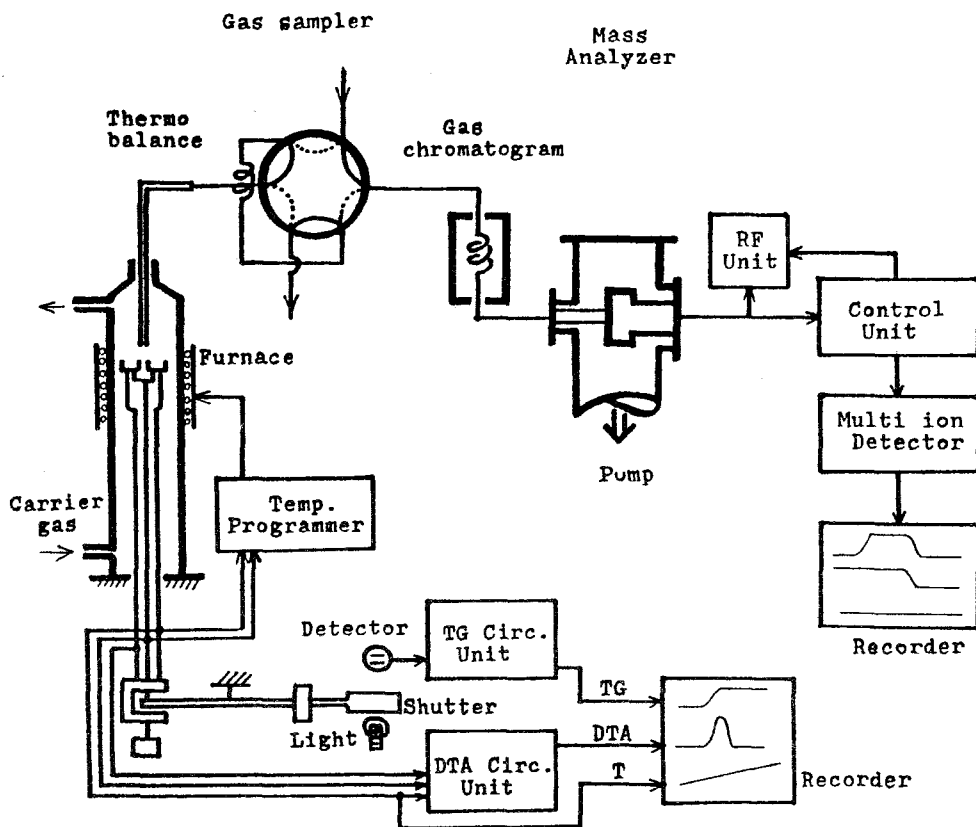 Gas sampler
Mass
Analyzer
Thermo
balance
Gas
chromatogram
RF
Unit
Control
Unit
Furnace
Multi ion
Detector
Pump
Carrier
gas
Temp.
Programmer
Recorder
Detector
TG Circ.
Unit
TG
Shutter
Light
DTA
DTA Circ.
Unit
T
Recorder